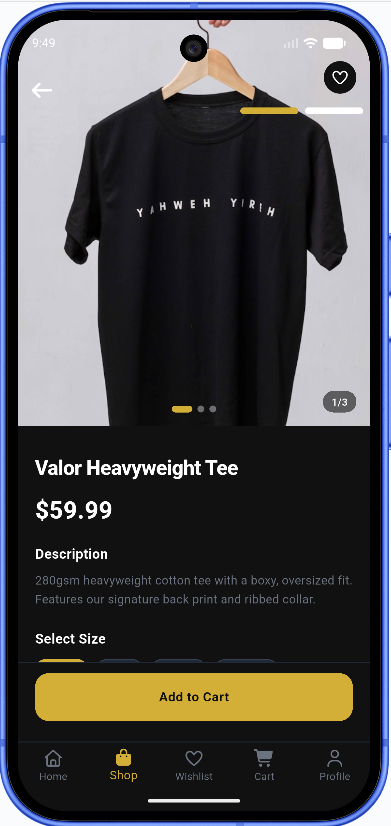 9:49
YAHWEH YIREH
1/3
Valor Heavyweight Tee
$59.99
Description
280gsm heavyweight cotton tee with a boxy, oversized fit.
Features our signature back print and ribbed collar.
Select Size
Add to Cart
Home
Shop
Wishlist
Cart
Profile